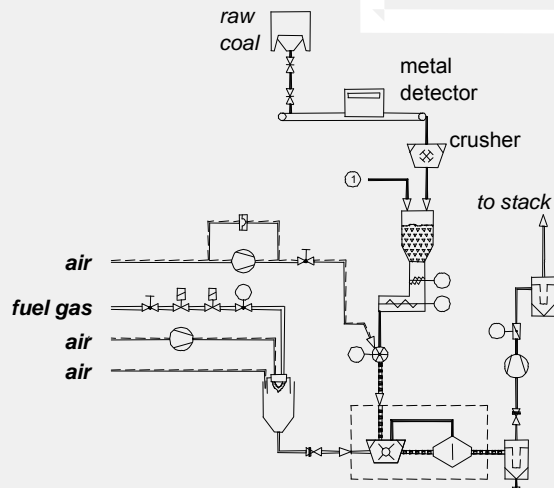 raw
coal
metal
detector
crusher
1
to stack
air
fuel gas
air
air